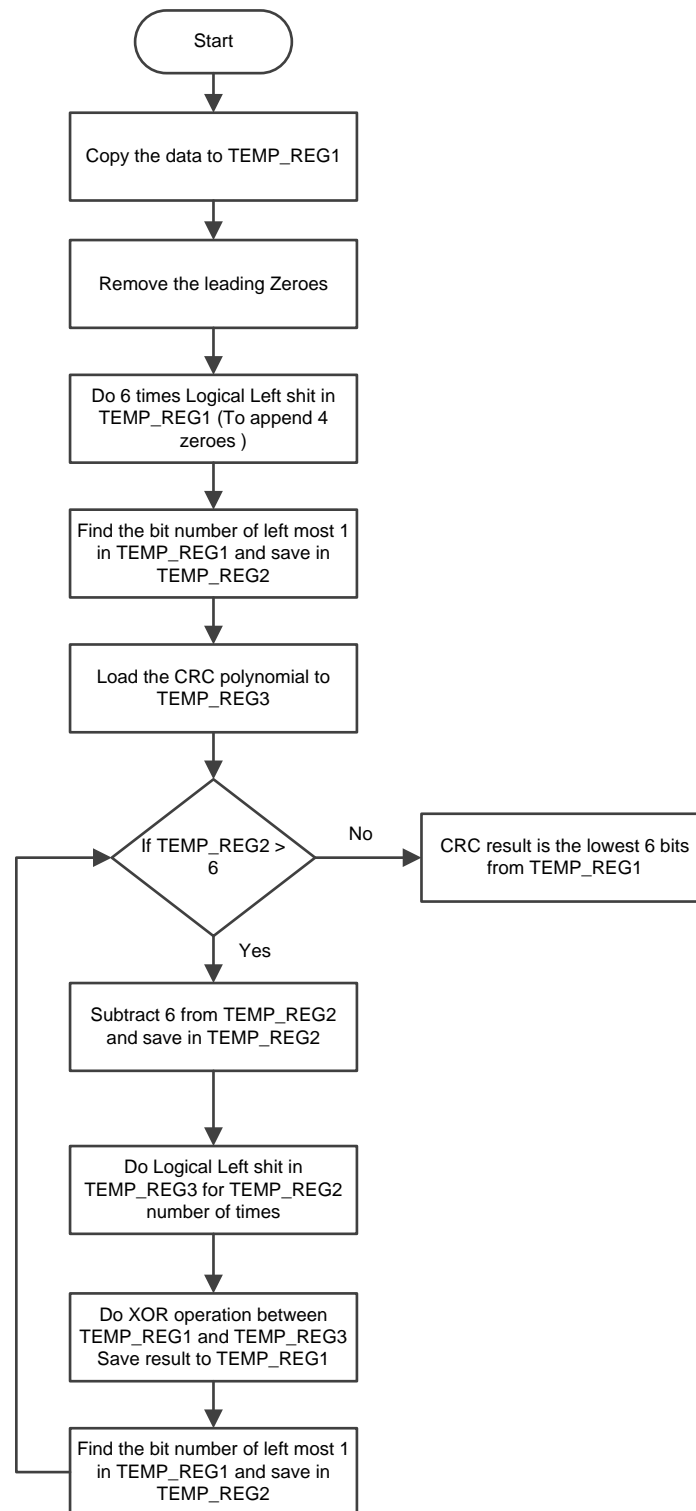 Start
Copy the data to TEMP_REG1
Remove the leading Zeroes
Do 6 times Logical Left shit in
TEMP_REG1 (To append 4
zeroes )
Find the bit number of left most 1
in TEMP_REG1 and save in
TEMP_REG2
Load the CRC polynomial to
TEMP_REG3
If TEMP_REG2 >
6
No
CRC result is the lowest 6 bits
from TEMP_REG1
Yes
Subtract 6 from TEMP_REG2
and save in TEMP_REG2
Do Logical Left shit in
TEMP_REG3 for TEMP_REG2
number of times
Do XOR operation between
TEMP_REG1 and TEMP_REG3
Save result to TEMP_REG1
Find the bit number of left most 1
in TEMP_REG1 and save in
TEMP_REG2